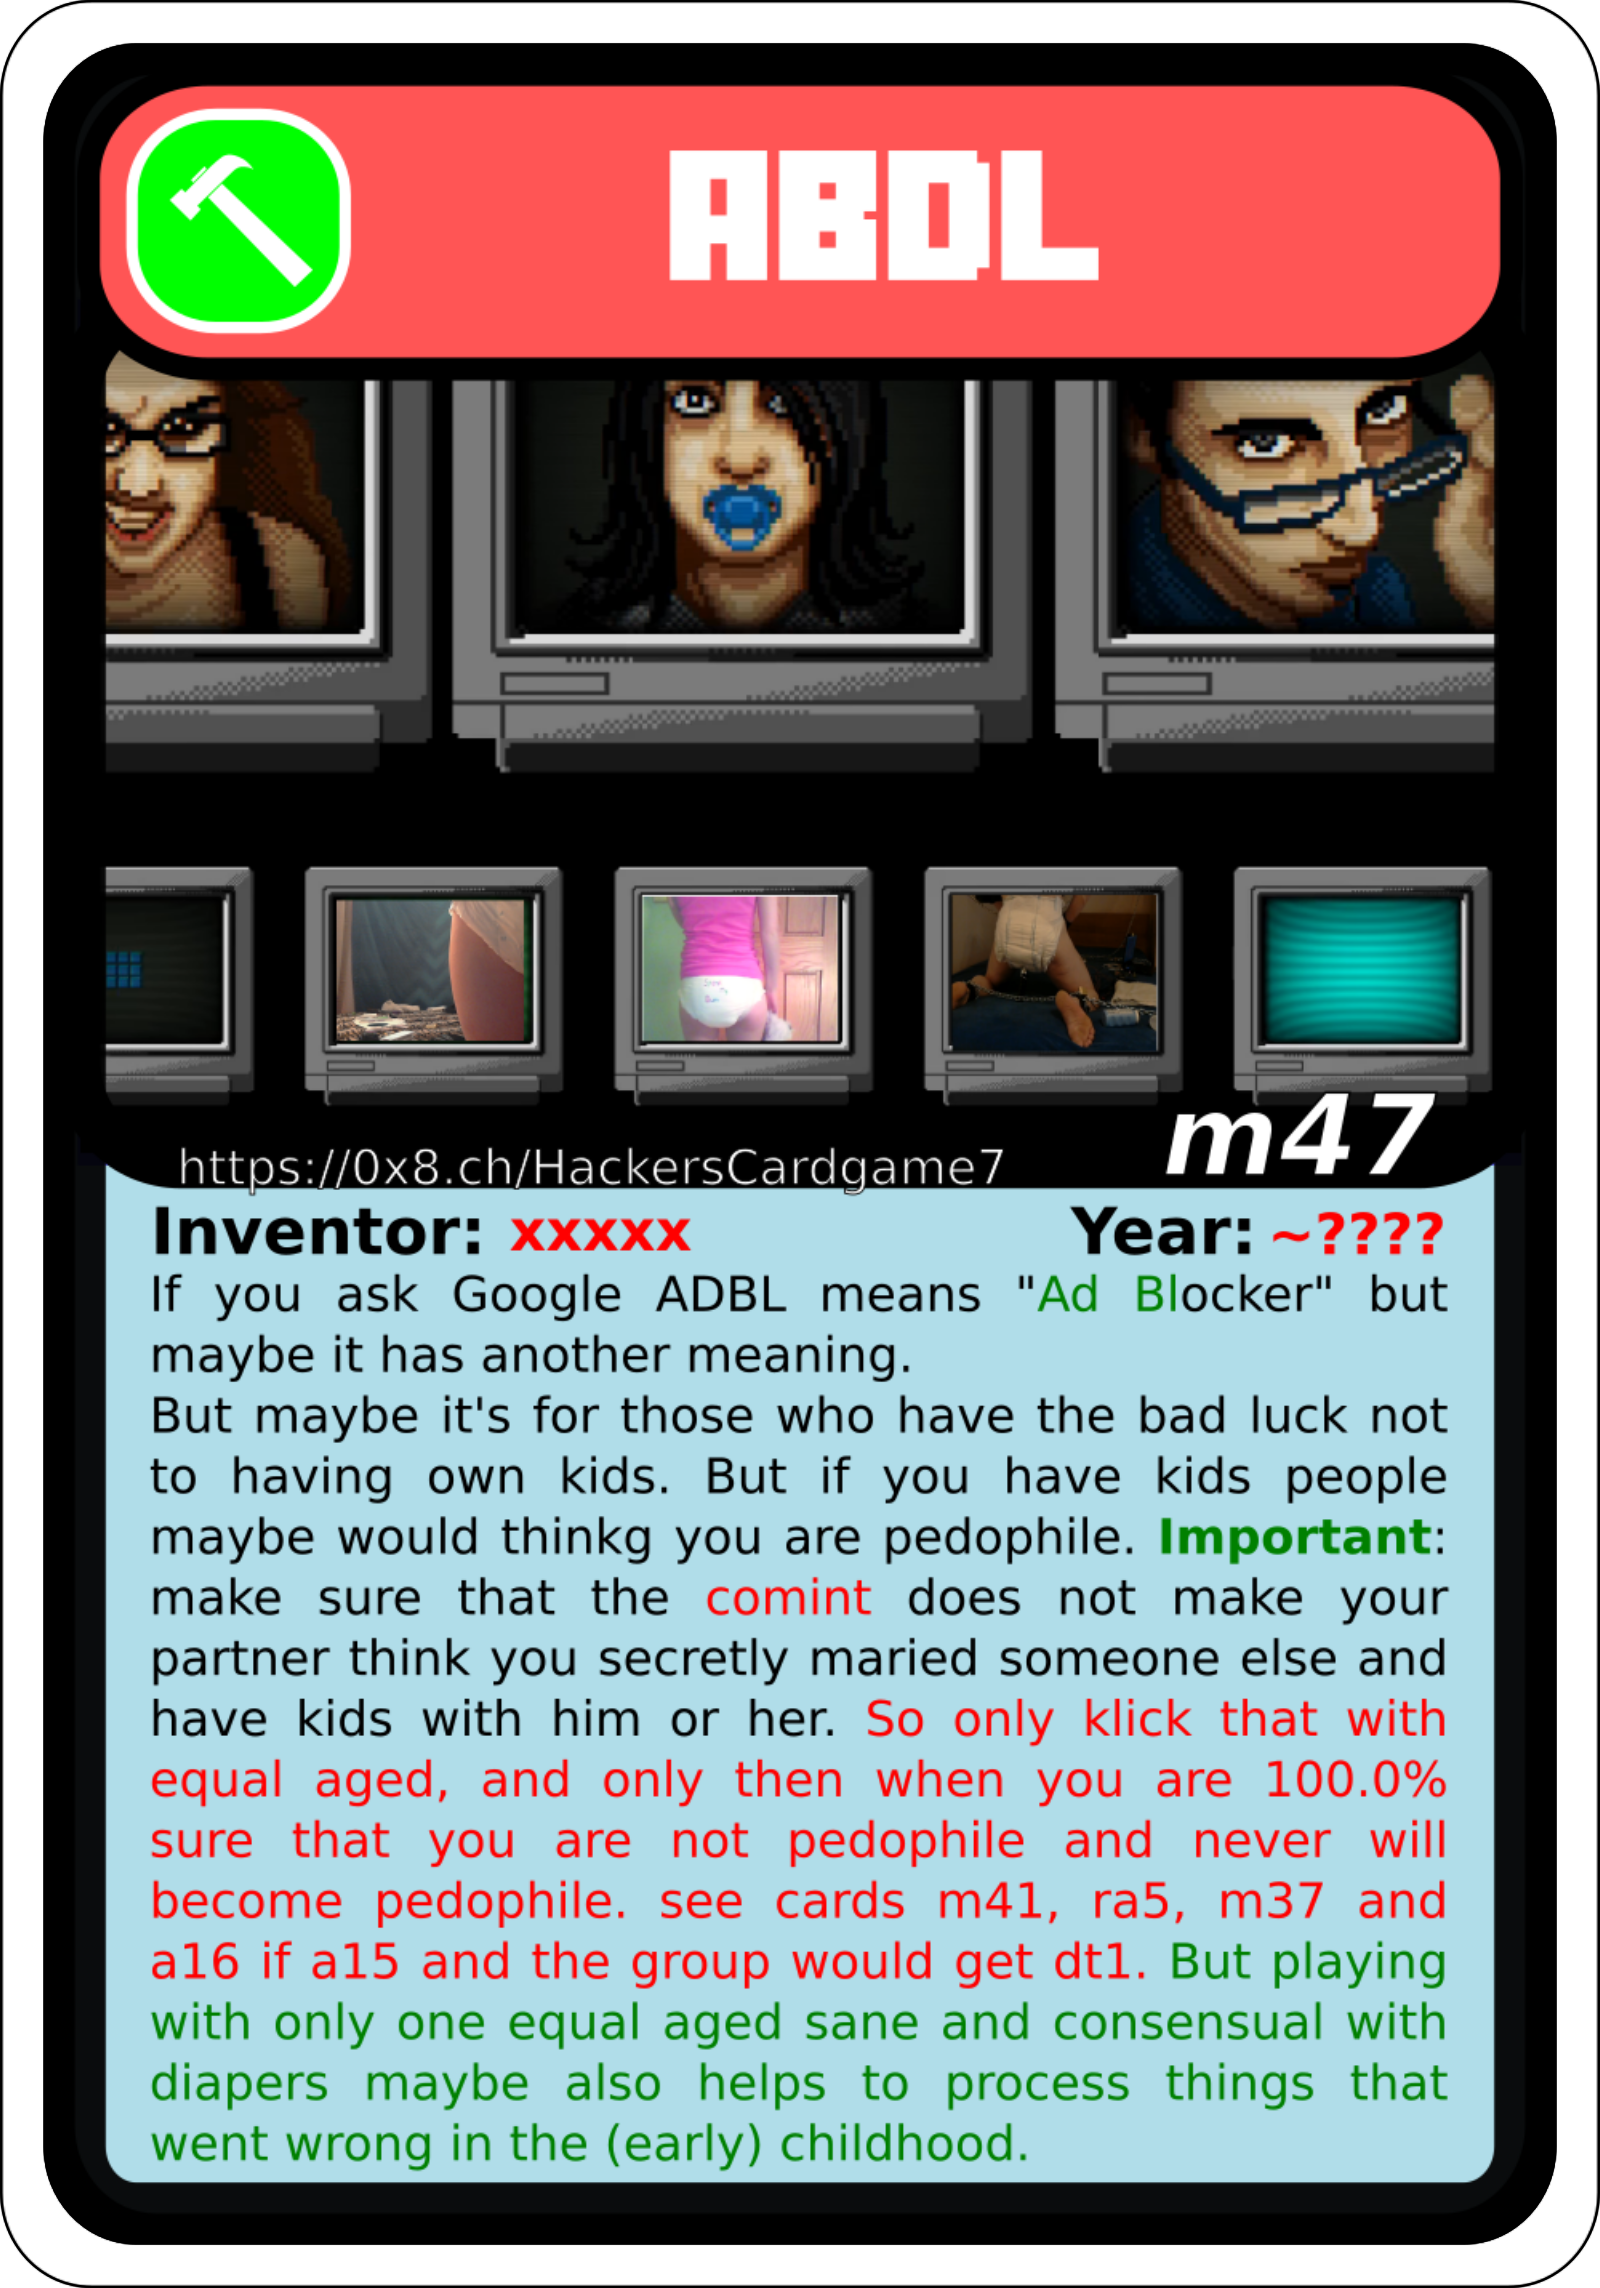 ABDL
m47
https://0x8.ch/HackersCardgame7
Inventor: xxxxx Year: ~????
If you ask Google ADBL means "Ad Blocker" but
maybe it has another meaning.
But maybe it's for those who have the bad luck not
to having own kids. But if you have kids people
maybe would thinkg you are pedophile. Important:
make sure that the comint does not make your
partner think you secretly maried someone else and
have kids with him or her. So only klick that with
equal aged, and only then when you are 100.0%
sure that you are not pedophile and never will
become pedophile. see cards m41, ra5, m37 and
a16 if a15 and the group would get dt1. But playing
with only one equal aged sane and consensual with
diapers maybe also helps to process things that
went wrong in the (early) childhood.